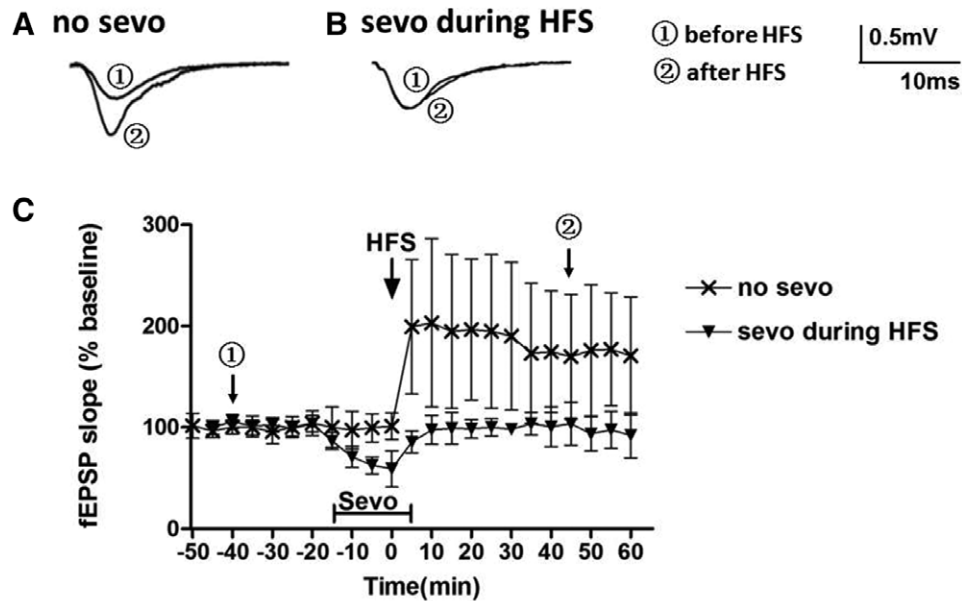 A no sevo
B sevo during HFS
① before HFS
② after HFS
0.5mV
10ms
①
②
①
②
C
fEPSP slope (% baseline)
300
200
100
0
①
HFS
②
Sevo
-50 -40 -30 -20 -10 0 10 20 30 40 50 60
Time(min)
no sevo
sevo during HFS